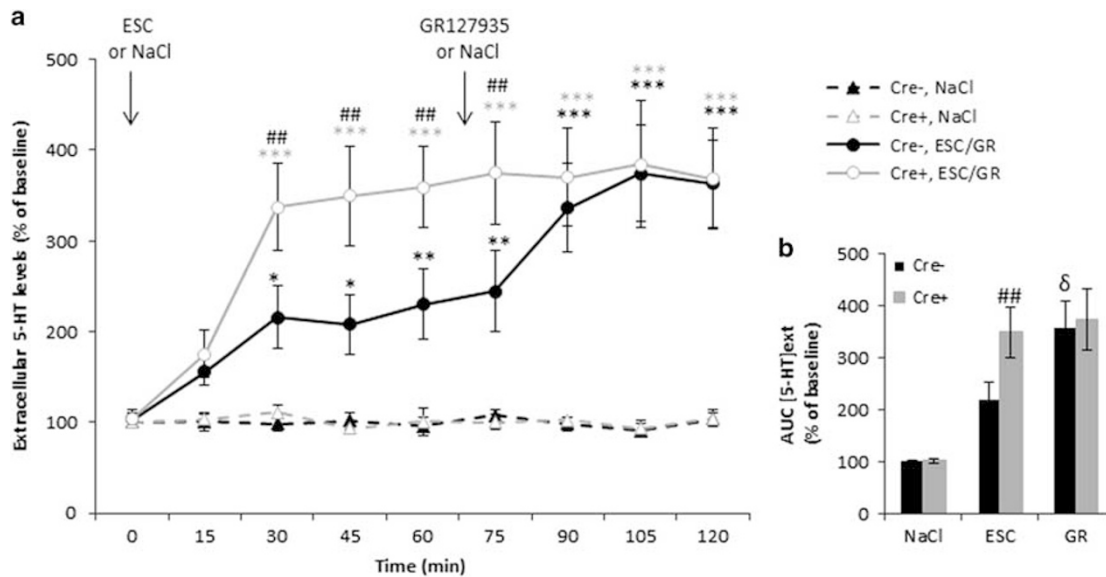 a
ESC
or NaCl
GR127935
or NaCl
Extracellular 5-HT levels (% of baseline)
500
400
300
200
100
0
##
***
##
***
##
***
##
***
***
***
***
***
***
***
*
*
**
**
0 15 30 45 60 75 90 105 120
Time (min)
Cre-, NaCl
Cre+, NaCl
Cre-, ESC/GR
Cre+, ESC/GR
b
AUC [5-HT]ext
(% of baseline)
500
400
300
200
100
0
Cre-
Cre+
##
δ
NaCl ESC GR